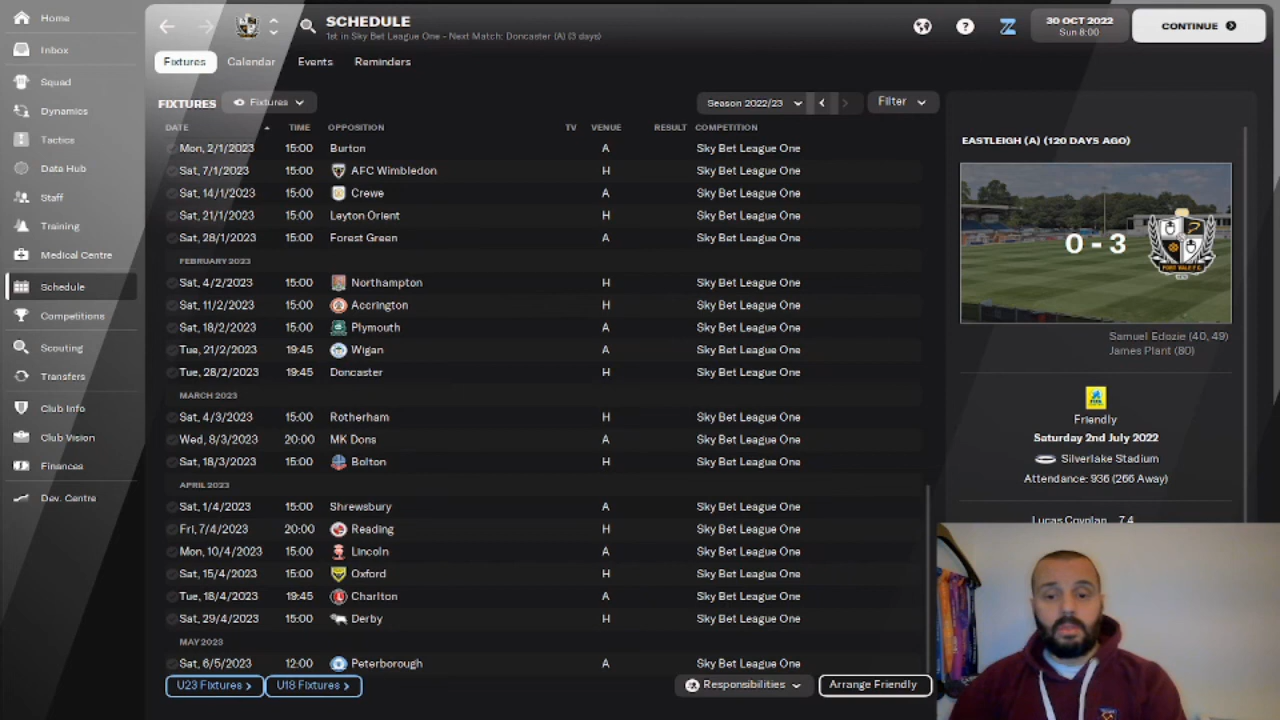 Home
Inbox
Squad
Dynamics
Tactics
Data Hub
Staff
Training
Medical Centre
Schedule
Competitions
Scouting
Transfers
Club Info
Club Vision
Finances
Dev. Centre
SCHEDULE
1st in Sky Bet League One - Next Match: Doncaster (A) (3 days)
30 OCT 2022
Sun 8:00
CONTINUE
Fixtures Calendar Events Reminders
FIXTURES Fixtures Season 2022/23 Filter
DATE TIME OPPOSITION TV VENUE RESULT COMPETITION
Mon, 2/1/2023 15:00 Burton A Sky Bet League One
Sat, 7/1/2023 15:00 AFC Wimbledon H Sky Bet League One
Sat, 14/1/2023 15:00 Crewe A Sky Bet League One
Sat, 21/1/2023 15:00 Leyton Orient H Sky Bet League One
Sat, 28/1/2023 15:00 Forest Green A Sky Bet League One
FEBRUARY 2023
Sat, 4/2/2023 15:00 Northampton H Sky Bet League One
Sat, 11/2/2023 15:00 Accrington H Sky Bet League One
Sat, 18/2/2023 15:00 Plymouth A Sky Bet League One
Tue, 21/2/2023 19:45 Wigan A Sky Bet League One
Tue, 28/2/2023 19:45 Doncaster H Sky Bet League One
MARCH 2023
Sat, 4/3/2023 15:00 Rotherham H Sky Bet League One
Wed, 8/3/2023 20:00 MK Dons A Sky Bet League One
Sat, 18/3/2023 15:00 Bolton H Sky Bet League One
APRIL 2023
Sat, 1/4/2023 15:00 Shrewsbury A Sky Bet League One
Fri, 7/4/2023 20:00 Reading H Sky Bet League One
Mon, 10/4/2023 15:00 Lincoln A Sky Bet League One
Sat, 15/4/2023 15:00 Oxford H Sky Bet League One
Tue, 18/4/2023 19:45 Charlton A Sky Bet League One
Sat, 29/4/2023 15:00 Derby H Sky Bet League One
MAY 2023
Sat, 6/5/2023 12:00 Peterborough A Sky Bet League One
U23 Fixtures > U18 Fixtures > Responsibilities Arrange Friendly
EASTLEIGH (A) (120 DAYS AGO)
0 - 3
PORT VALE F.C.
Samuel Edozie (40, 49)
James Plant (80)
Friendly
Saturday 2nd July 2022
Silverlake Stadium
Attendance: 936 (266 Away)